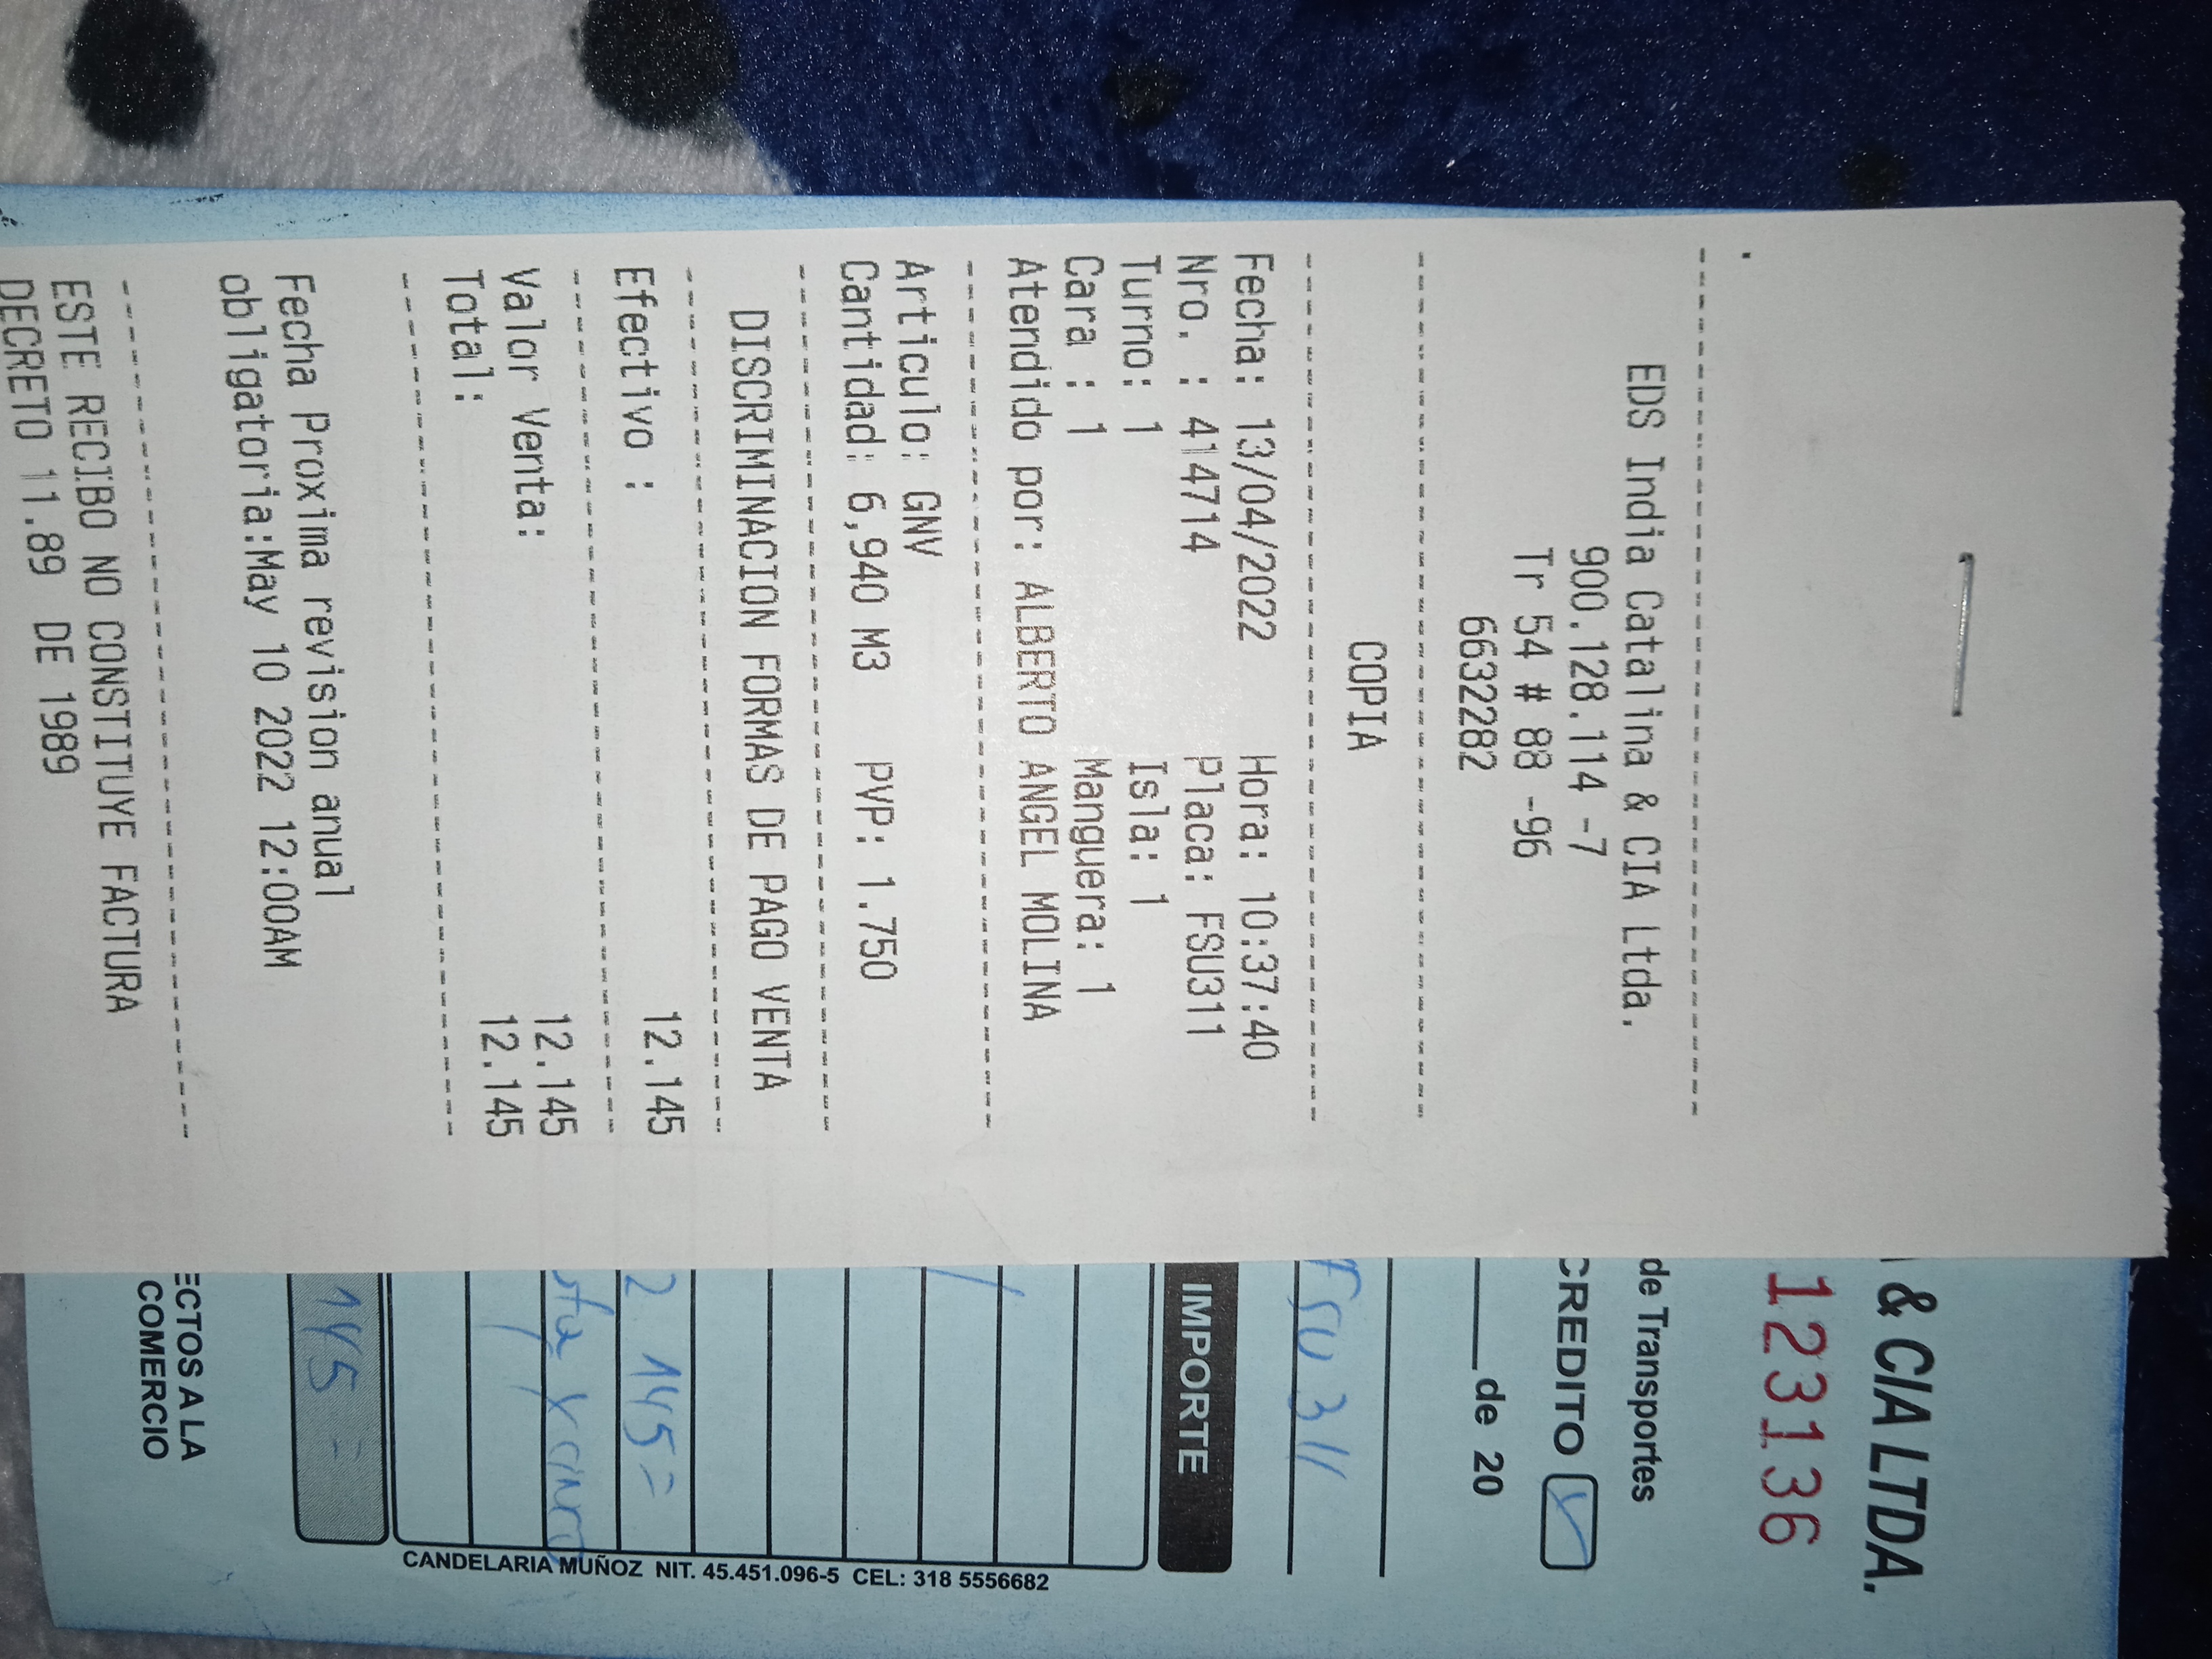 EDS India Catalina & CIA Ltda.
900.128.114 -7
Tr 54 # 88 -96
6632282
COPIA
Fecha: 13/04/2022 Hora: 10:37:40
Nro. : 414714 Placa: FSU311
Turno: 1 Isla: 1
Cara : 1 Manguera: 1
Atendido por: ALBERTO ANGEL MOLINA
Articulo: GNV
Cantidad: 6,940 M3 PVP: 1.750
DISCRIMINACION FORMAS DE PAGO VENTA
Efectivo : 12.145
Valor Venta: 12.145
Total: 12.145
Fecha Proxima revision anual
obligatoria:May 10 2022 12:00AM
ESTE RECIBO NO CONSTITUYE FACTURA
DECRETO 11.89 DE 1989
& CIA LTDA.
123136
de Transportes
CREDITO
de 20
FSU 311
IMPORTE
2 145=
145 =
ECTOS A LA
COMERCIO
CANDELARIA MUÑOZ NIT. 45.451.096-5 CEL: 318 5556682